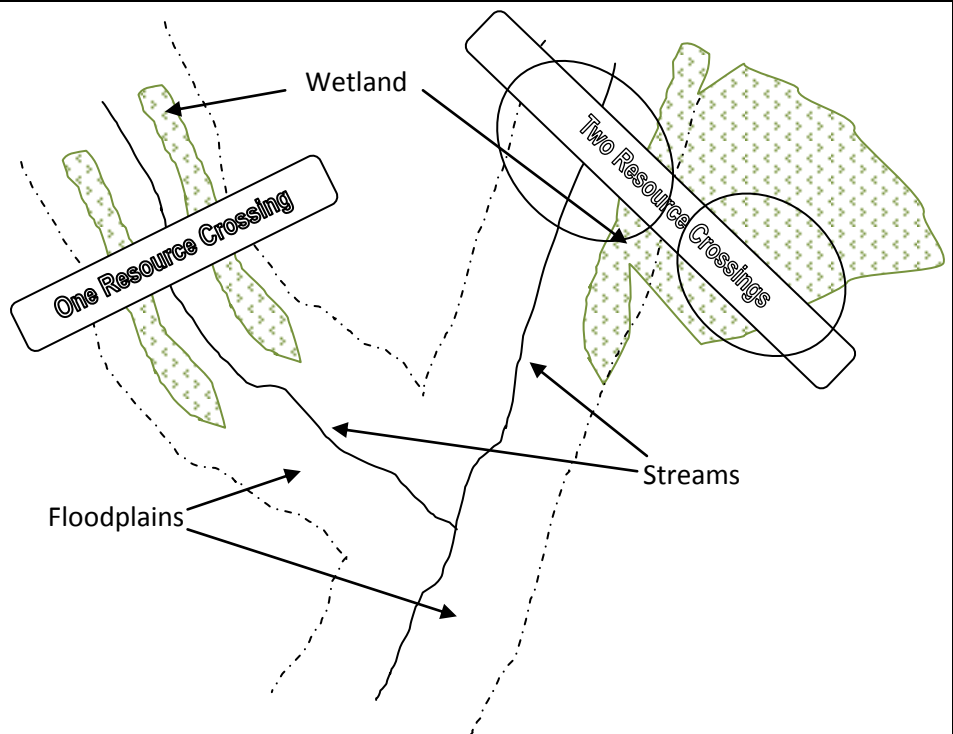 Wetland
Two Resource Crossings
One Resource Crossing
Streams
Floodplains